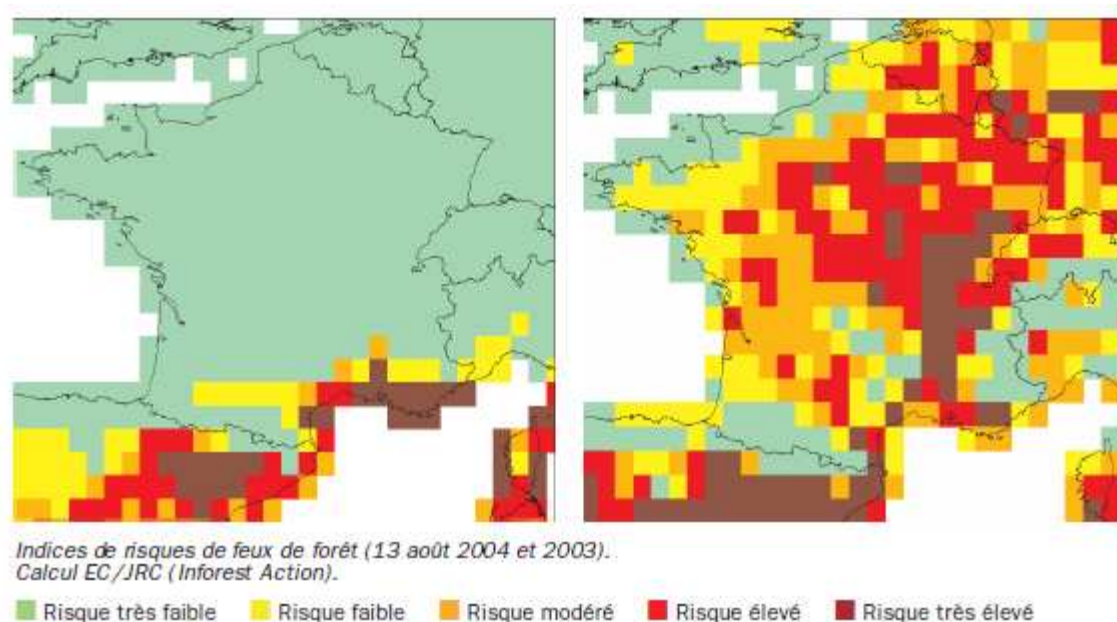 Indices de risques de feux de forêt (13 août 2004 et 2003).
Calcul EC/JRC (Inforest Action).
Risque très faible Risque faible Risque modéré Risque élevé Risque très élevé